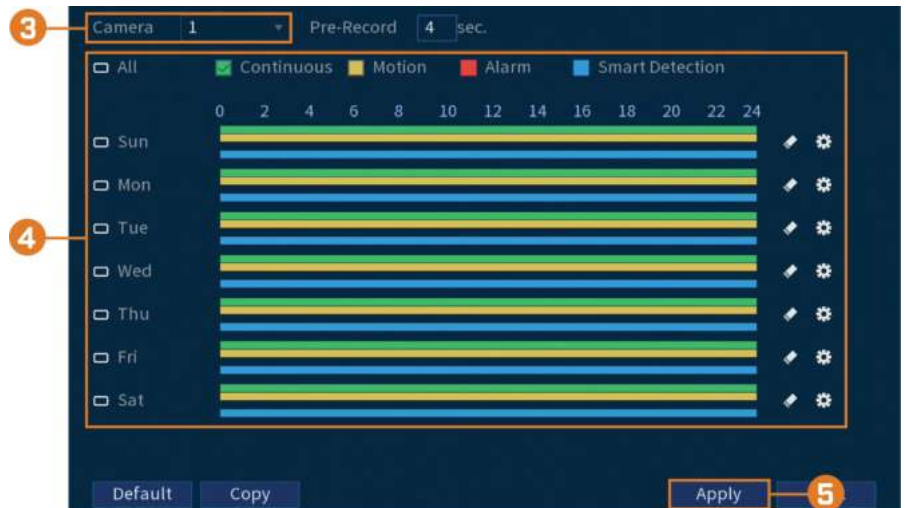 3 Camera 1 Pre-Record 4 sec.
All Continuous Motion Alarm Smart Detection
0 2 4 6 8 10 12 14 16 18 20 22 24
Sun
Mon
Tue
4
Wed
Thu
Fri
Sat
Default Copy Apply 5